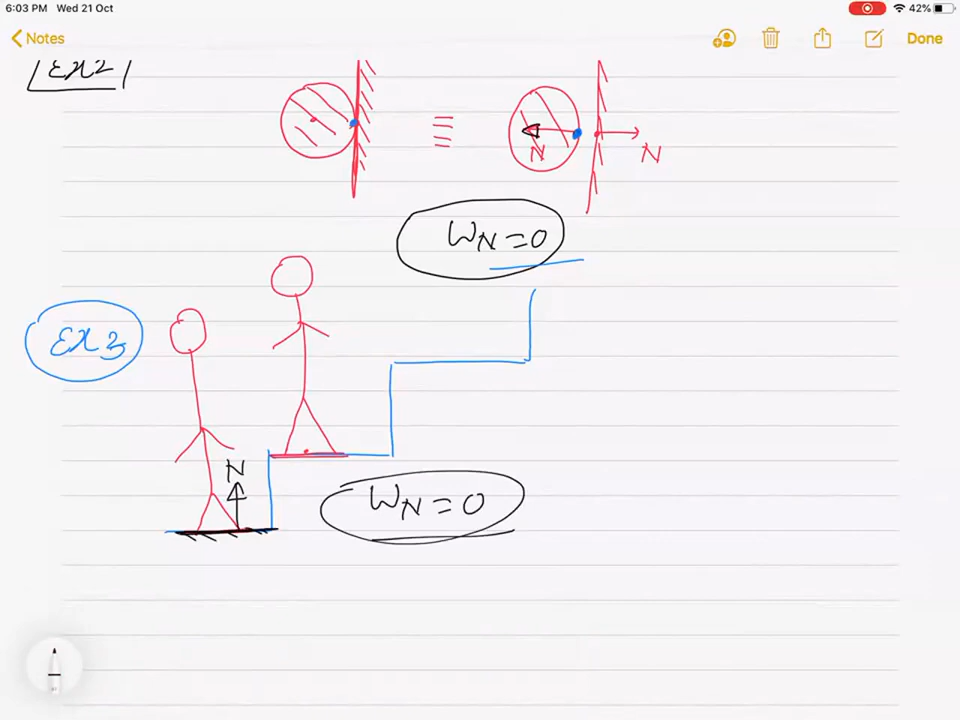 6:03 PM Wed 21 Oct
42%
Notes
Done
EX2
N N
WN=0
EX3
N
WN=0